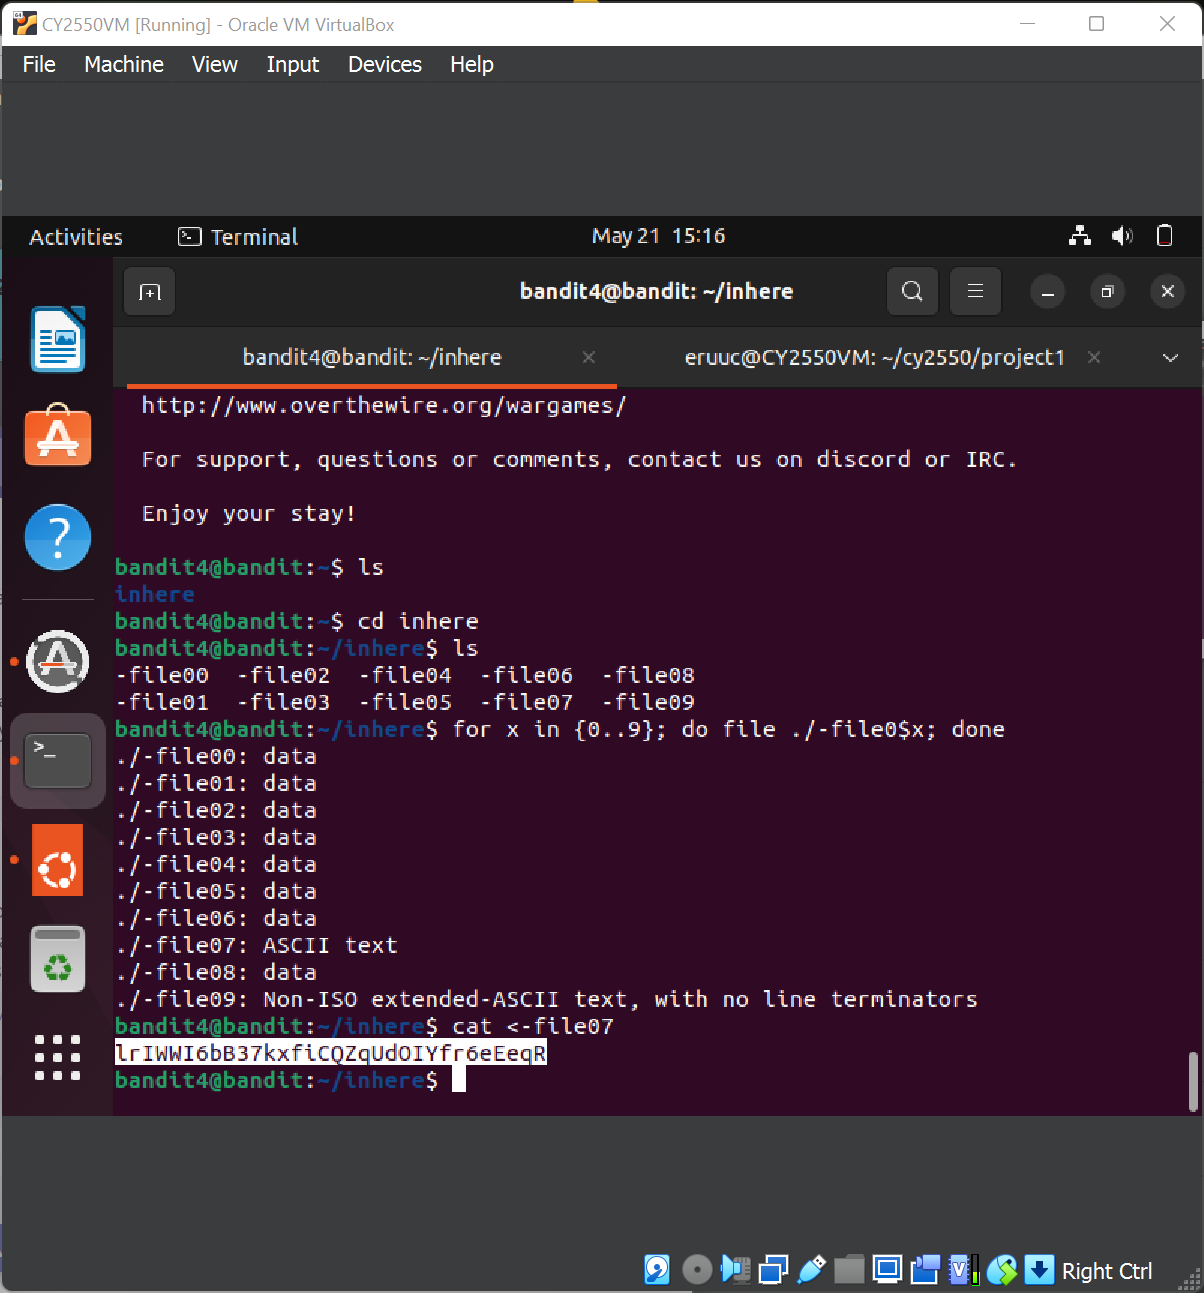 CY2550VM [Running] - Oracle VM VirtualBox
File Machine View Input Devices Help
Activities Terminal May 21 15:16
bandit4@bandit: ~/inhere
bandit4@bandit: ~/inhere eruuc@CY2550VM: ~/cy2550/project1
http://www.overthewire.org/wargames/
For support, questions or comments, contact us on discord or IRC.
Enjoy your stay!
bandit4@bandit:~$ ls
inhere
bandit4@bandit:~$ cd inhere
bandit4@bandit:~/inhere$ ls
-file00 -file02 -file04 -file06 -file08
-file01 -file03 -file05 -file07 -file09
bandit4@bandit:~/inhere$ for x in {0..9}; do file ./-file0$x; done
./-file00: data
./-file01: data
./-file02: data
./-file03: data
./-file04: data
./-file05: data
./-file06: data
./-file07: ASCII text
./-file08: data
./-file09: Non-ISO extended-ASCII text, with no line terminators
bandit4@bandit:~/inhere$ cat <-file07
lrIWWI6bB37kxfiCQZqUdOIYfr6eEeqR
bandit4@bandit:~/inhere$
Right Ctrl